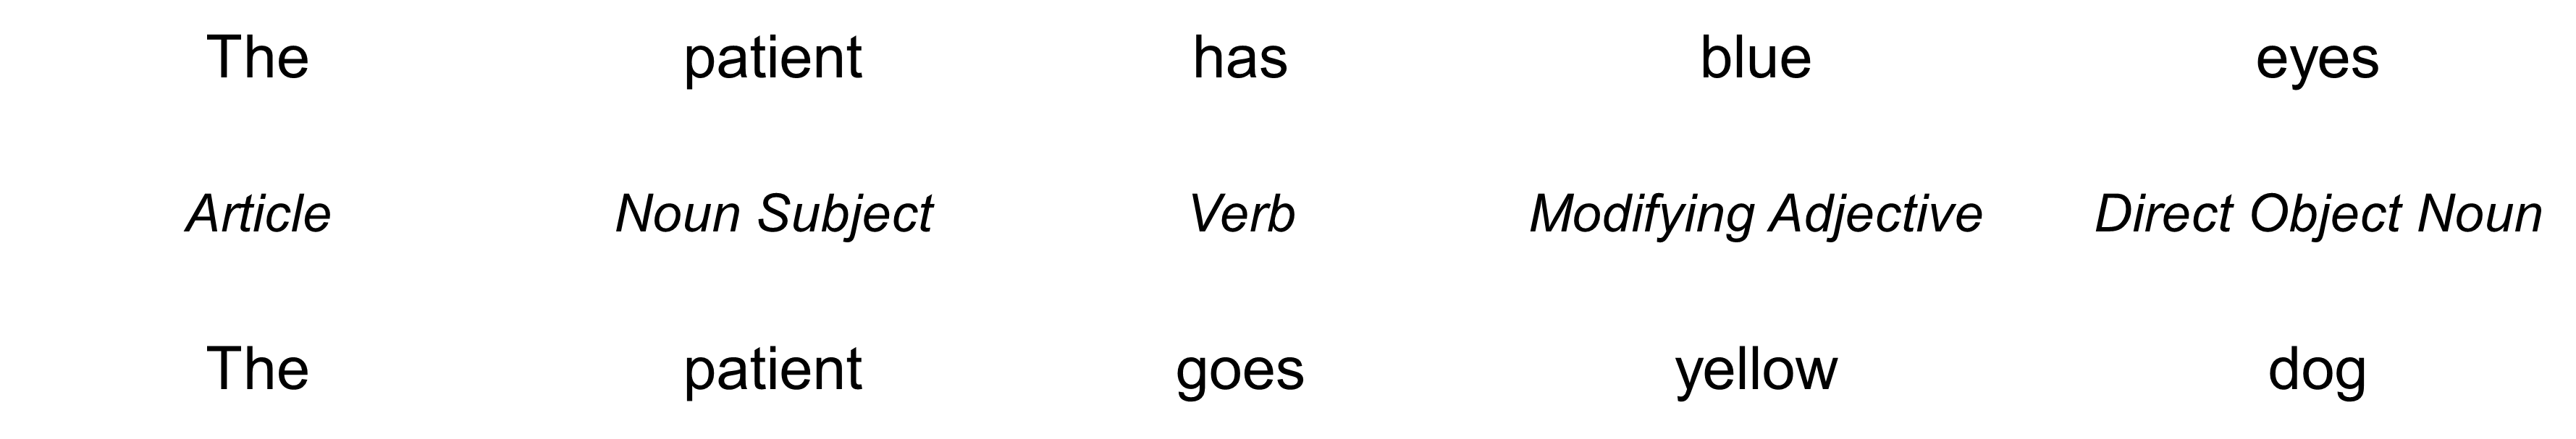 The patient has blue eyes
Article Noun Subject Verb Modifying Adjective Direct Object Noun
The patient goes yellow dog